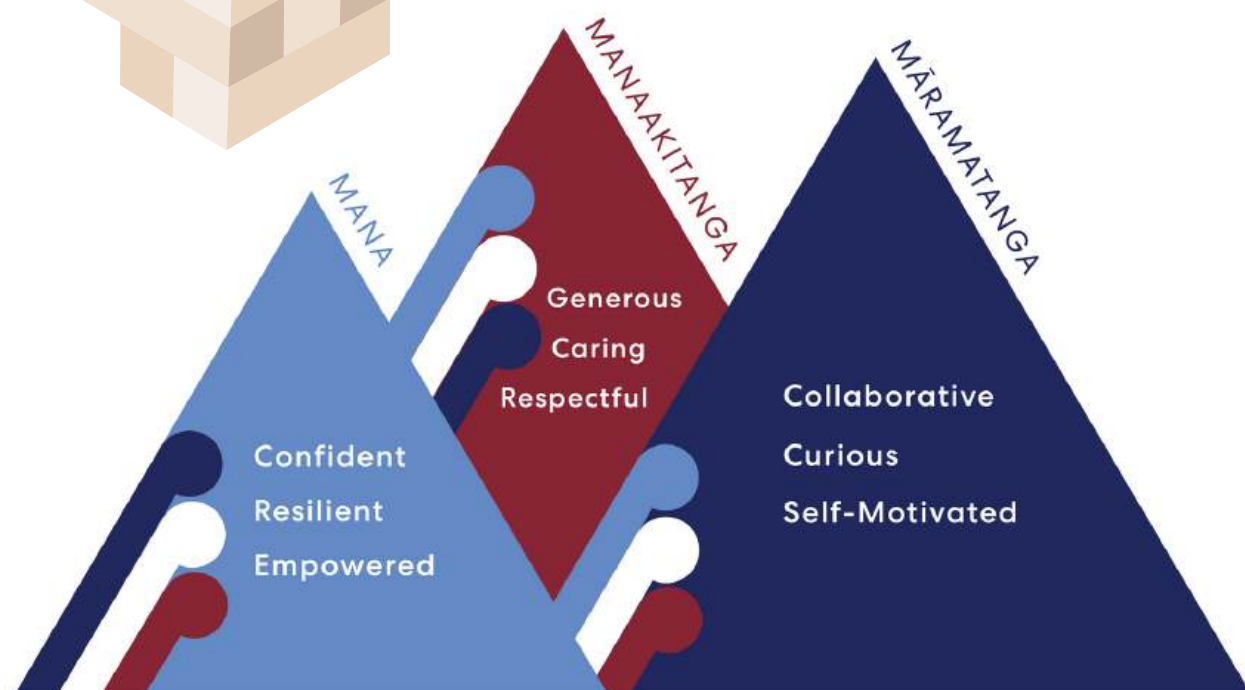 MANA
Confident
Resilient
Empowered
MANAAKITANGA
Generous
Caring
Respectful
MĀRAMATANGA
Collaborative
Curious
Self-Motivated